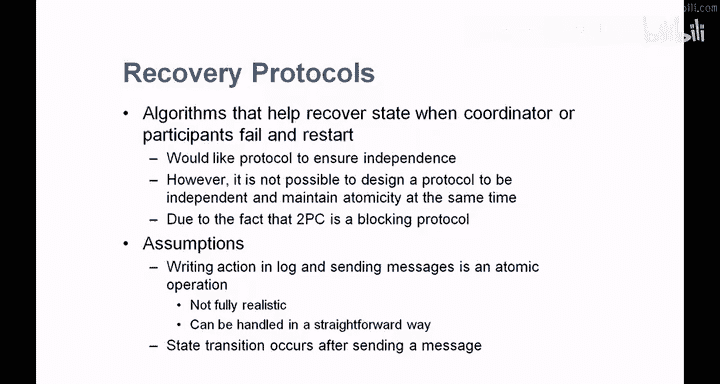 Recovery Protocols
• Algorithms that help recover state when coordinator or
participants fail and restart
– Would like protocol to ensure independence
– However, it is not possible to design a protocol to be
independent and maintain atomicity at the same time
– Due to the fact that 2PC is a blocking protocol
• Assumptions
– Writing action in log and sending messages is an atomic
operation
• Not fully realistic
• Can be handled in a straightforward way
– State transition occurs after sending a message